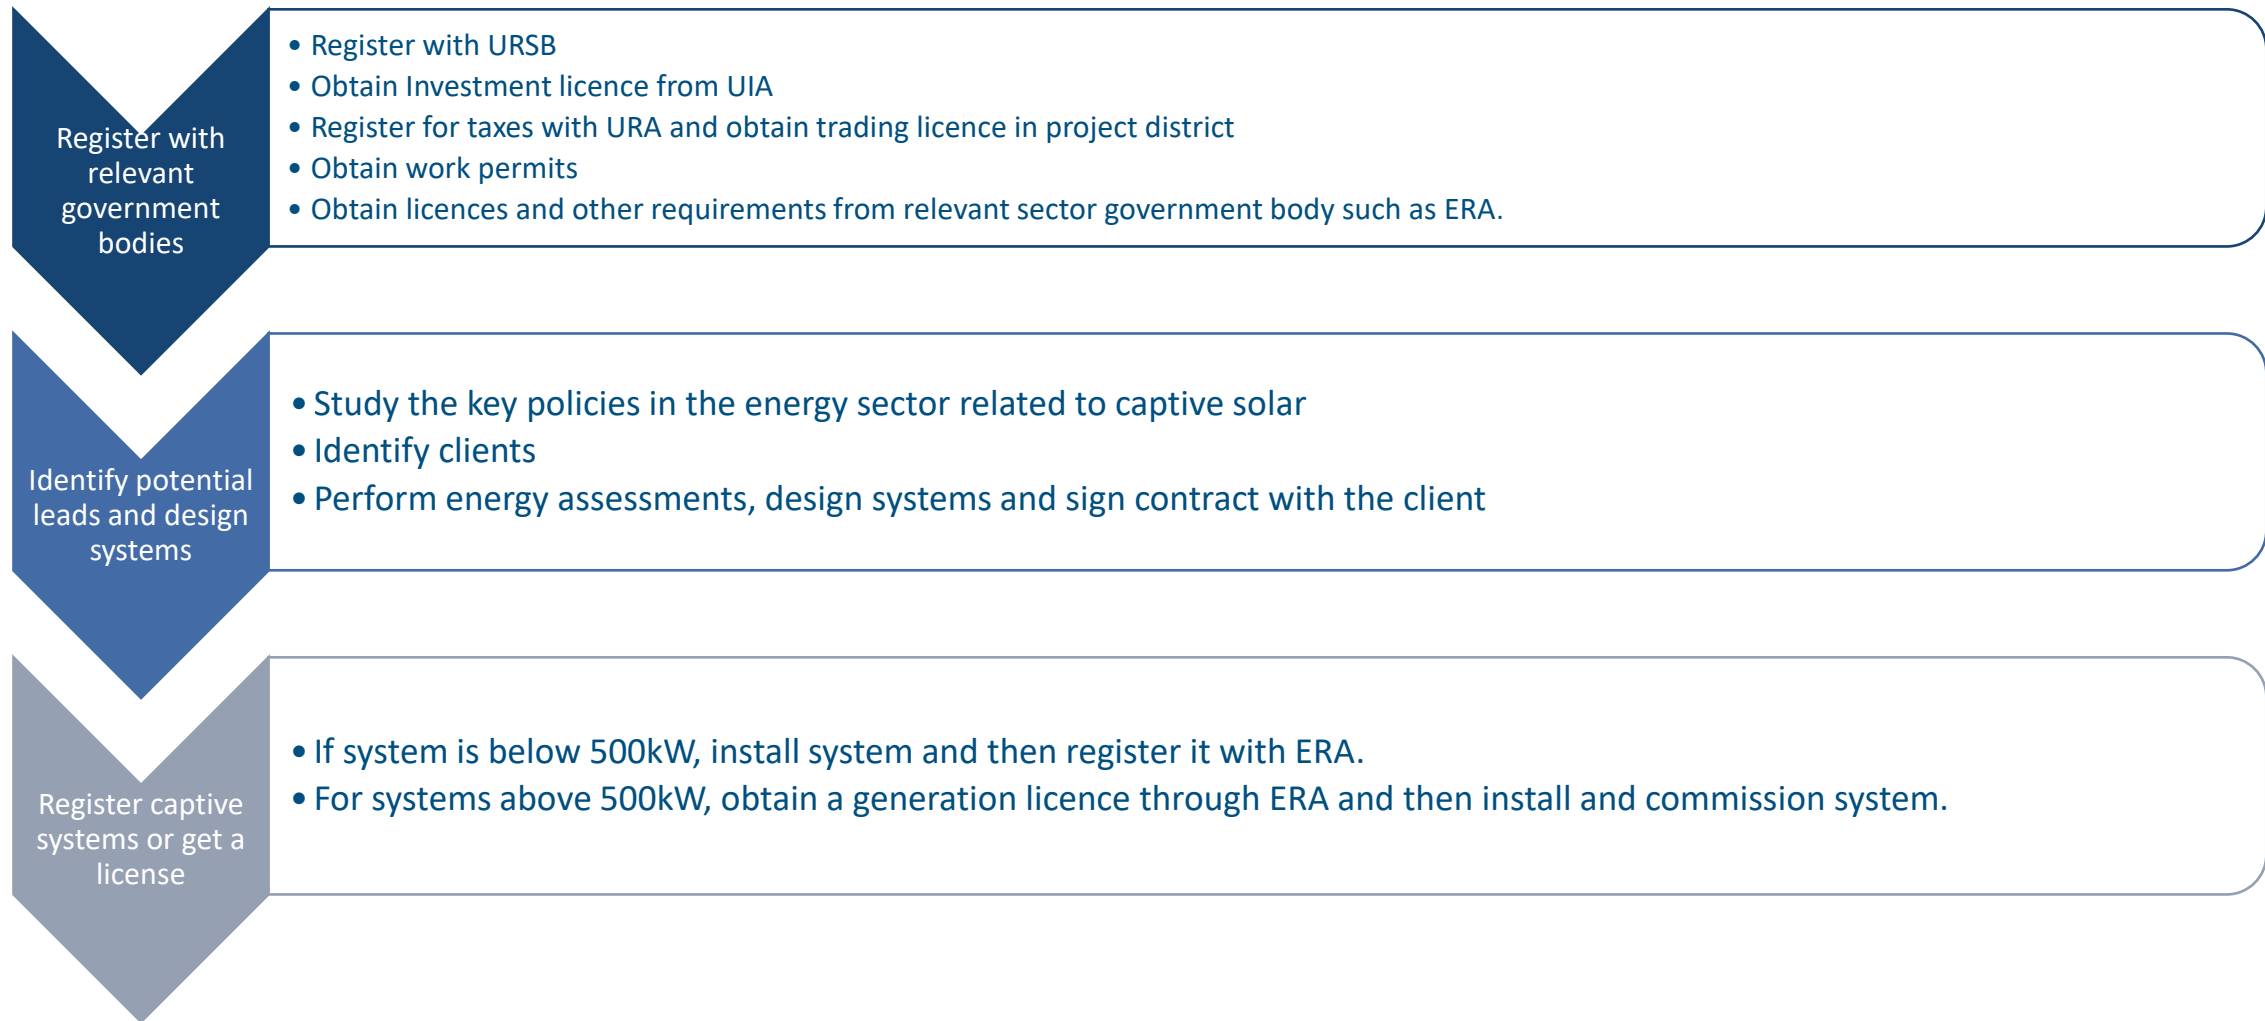 Register with
relevant
government
bodies
• Register with URSB
• Obtain Investment licence from UIA
• Register for taxes with URA and obtain trading licence in project district
• Obtain work permits
• Obtain licences and other requirements from relevant sector government body such as ERA.
Identify potential
leads and design
systems
• Study the key policies in the energy sector related to captive solar
• Identify clients
• Perform energy assessments, design systems and sign contract with the client
Register captive
systems or get a
license
• If system is below 500kW, install system and then register it with ERA.
• For systems above 500kW, obtain a generation licence through ERA and then install and commission system.